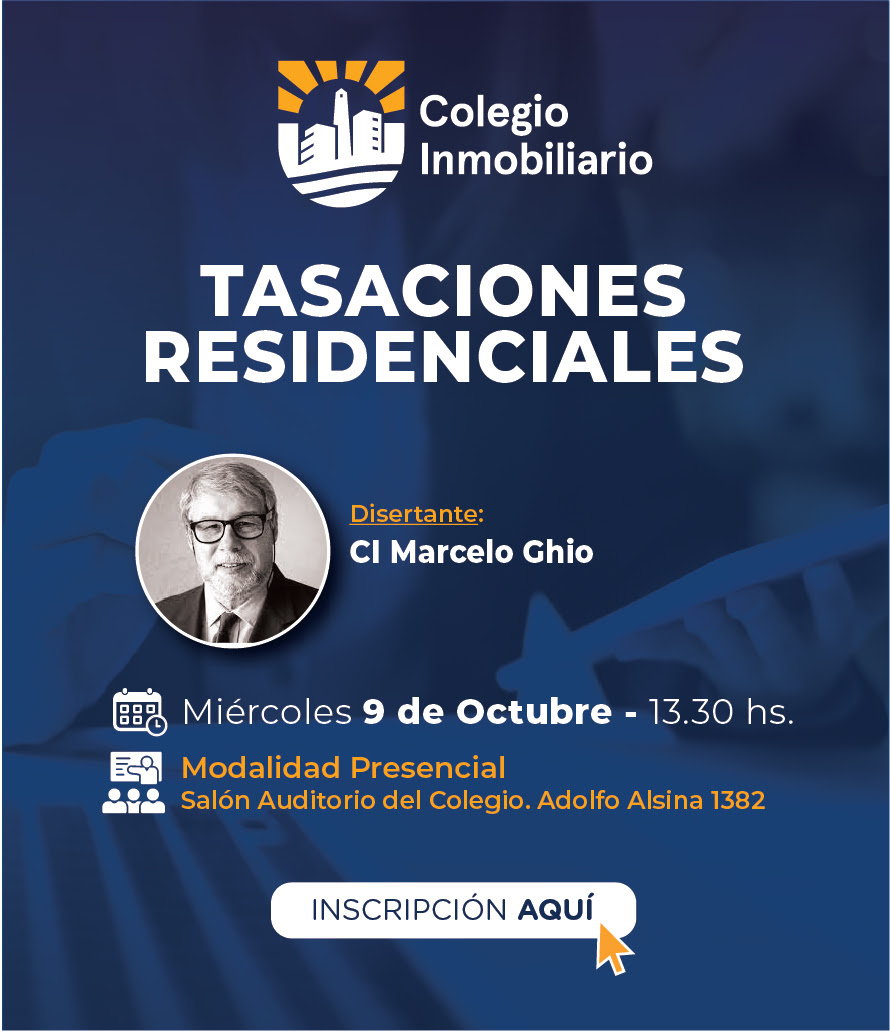 Colegio
Inmobiliario
TASACIONES
RESIDENCIALES
Disertante:
CI Marcelo Ghio
Miércoles 9 de Octubre - 13.30 hs.
Modalidad Presencial
Salón Auditorio del Colegio. Adolfo Alsina 1382
INSCRIPCIÓN AQUÍ